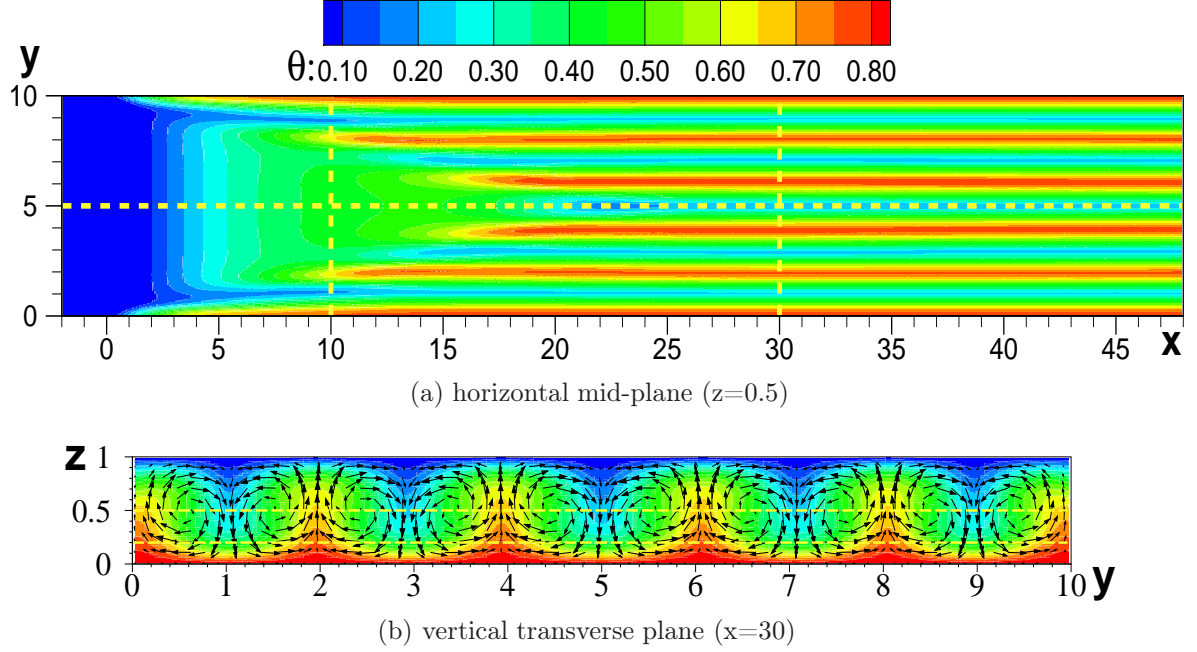 θ: 0.10 0.20 0.30 0.40 0.50 0.60 0.70 0.80
y
10
5
0
0 5 10 15 20 25 30 35 40 45 x
(a) horizontal mid-plane (z=0.5)
z 1
0.5
0
0 1 2 3 4 5 6 7 8 9 10 y
(b) vertical transverse plane (x=30)